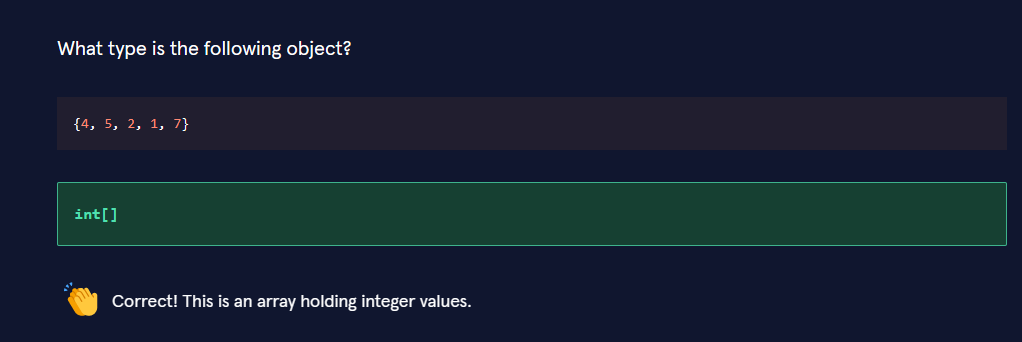 What type is the following object?
{4, 5, 2, 1, 7}
int[]
Correct! This is an array holding integer values.